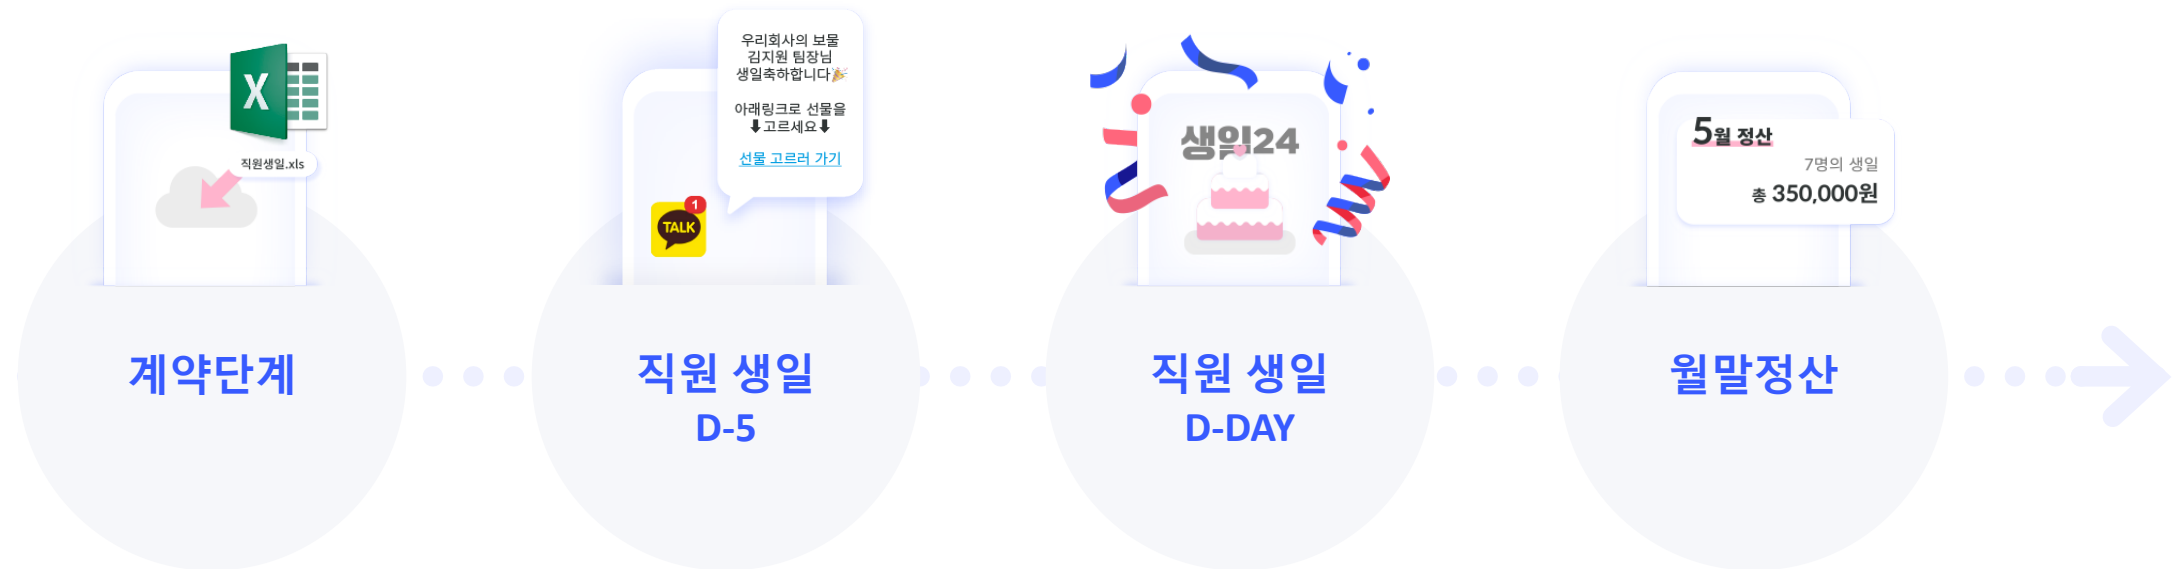 X
직원생일.xls
계약단계
우리회사의 보물
김지원 팀장님
생일축하합니다🎉
아래링크로 선물을
⬇고르세요⬇
선물 고르러 가기
1
TALK
직원 생일
D-5
생일24
직원 생일
D-DAY
5월 정산
7명의 생일
총 350,000원
월말정산